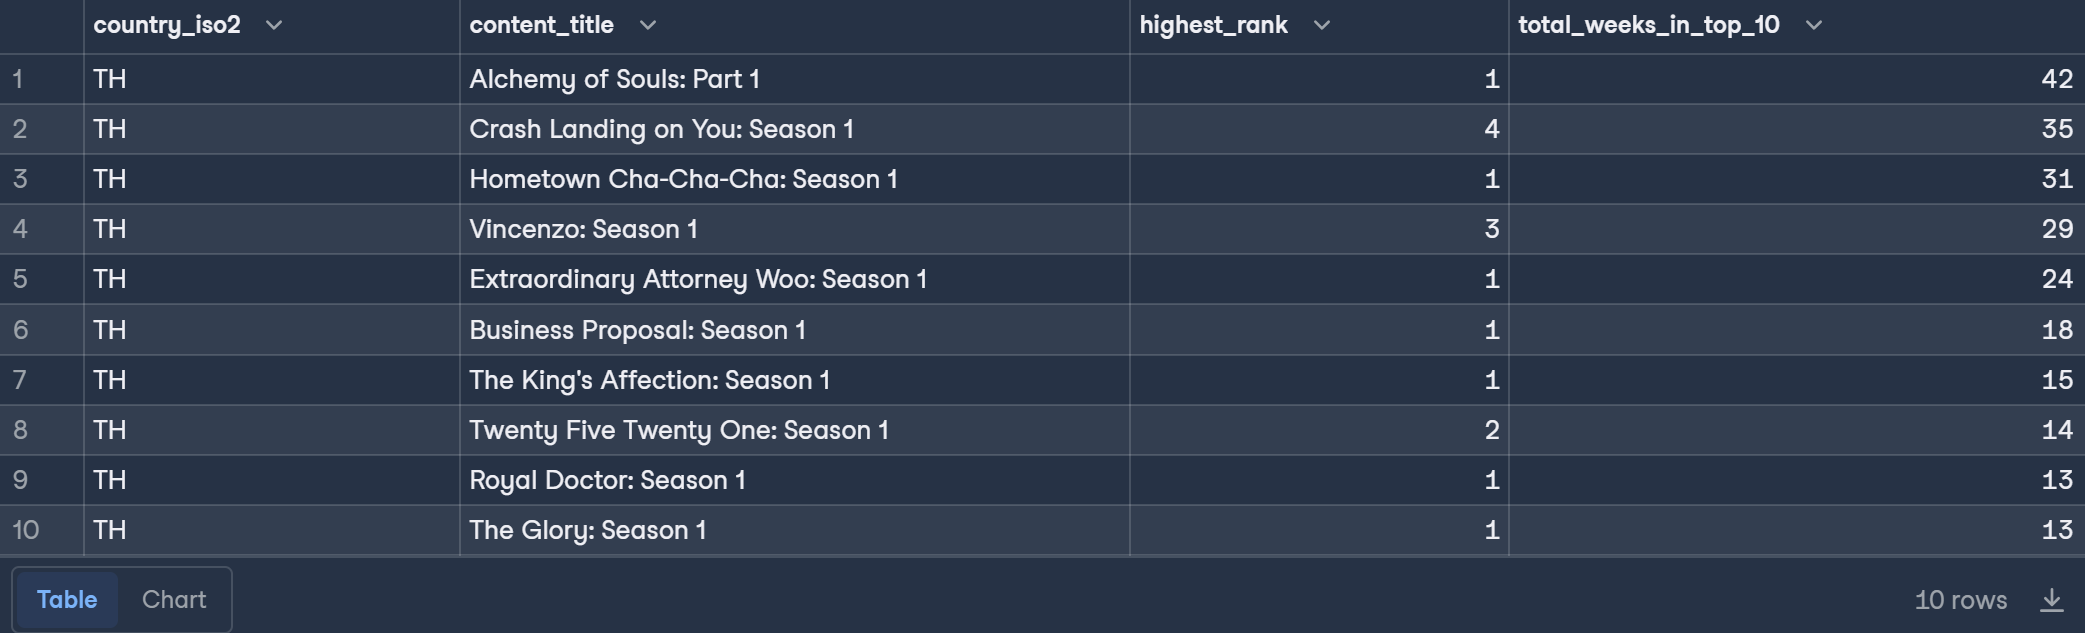 country_iso2 content_title highest_rank total_weeks_in_top_10
1 TH Alchemy of Souls: Part 1 1 42
2 TH Crash Landing on You: Season 1 4 35
3 TH Hometown Cha-Cha-Cha: Season 1 1 31
4 TH Vincenzo: Season 1 3 29
5 TH Extraordinary Attorney Woo: Season 1 1 24
6 TH Business Proposal: Season 1 1 18
7 TH The King's Affection: Season 1 1 15
8 TH Twenty Five Twenty One: Season 1 2 14
9 TH Royal Doctor: Season 1 1 13
10 TH The Glory: Season 1 1 13
Table Chart 10 rows